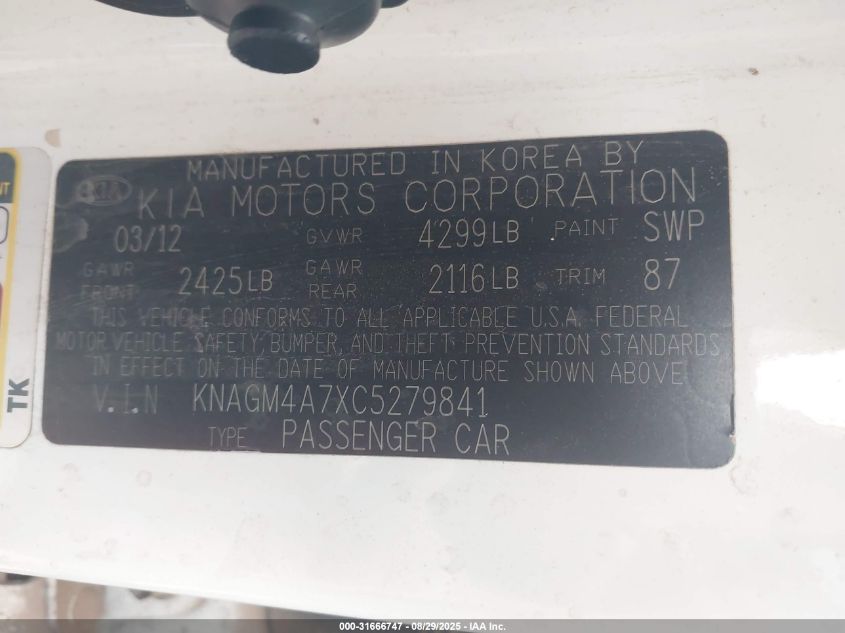 MANUFACTURED IN KOREA BY
KIA
KIA MOTORS CORPORATION
03/12 GVWR 4299LB PAINT SWP
GAWR FRONT 2425LB GAWR REAR 2116LB TRIM 87
THIS VEHICLE CONFORMS TO ALL APPLICABLE U.S.A. FEDERAL
MOTOR VEHICLE SAFETY, BUMPER, AND THEFT PREVENTION STANDARDS
IN EFFECT ON THE DATE OF MANUFACTURE SHOWN ABOVE
V.I.N KNAGM4A7XC5279841
TYPE PASSENGER CAR
NT
TK
000-31666747 - 08/29/2025 - IAA Inc.